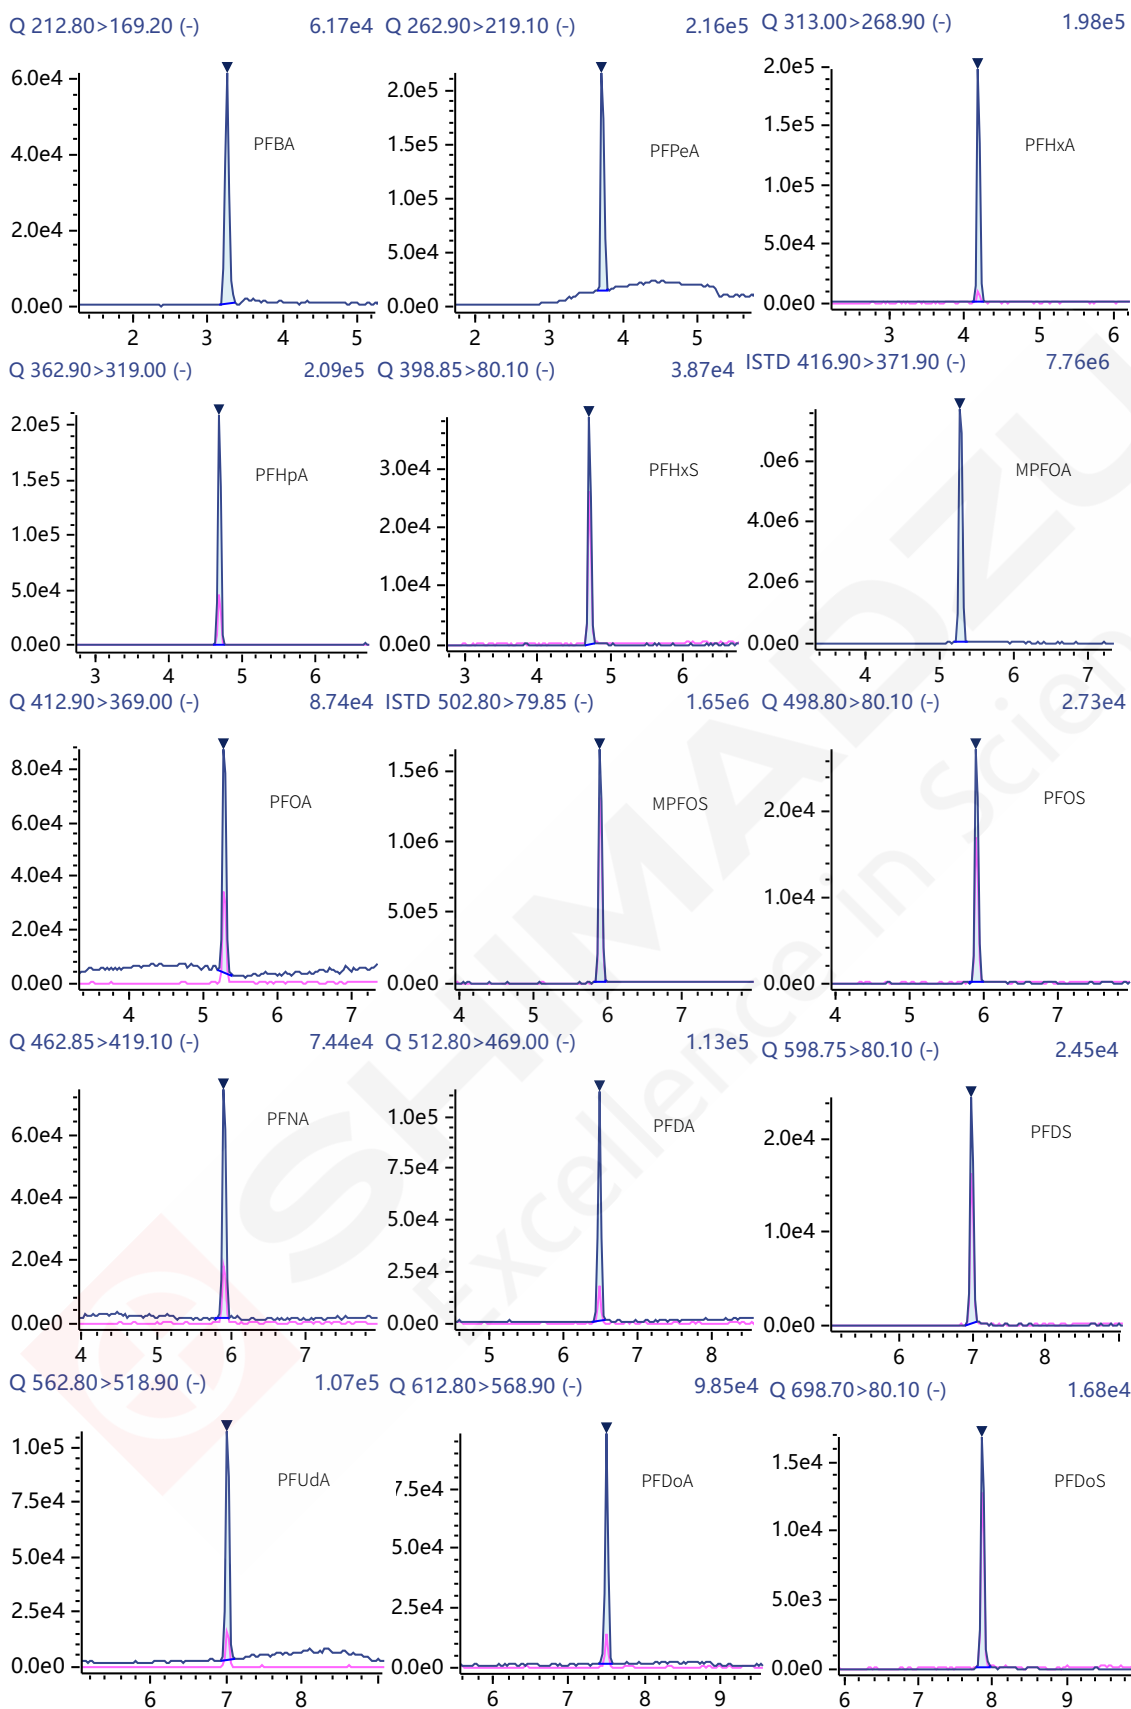 Q 212.80>169.20 (-) 6.17e4
6.0e4
4.0e4
2.0e4
0.0e0
PFBA
2 3 4 5
Q 262.90>219.10 (-) 2.16e5
2.0e5
1.5e5
1.0e5
5.0e4
0.0e0
PFPeA
2 3 4 5
Q 313.00>268.90 (-) 1.98e5
2.0e5
1.5e5
1.0e5
5.0e4
0.0e0
PFHxA
3 4 5 6
Q 362.90>319.00 (-) 2.09e5
2.0e5
1.5e5
1.0e5
5.0e4
0.0e0
PFHpA
3 4 5 6
Q 398.85>80.10 (-) 3.87e4
3.0e4
2.0e4
1.0e4
0.0e0
PFHxS
3 4 5 6
ISTD 416.90>371.90 (-) 7.76e6
.0e6
4.0e6
2.0e6
0.0e0
MPFOA
4 5 6 7
Q 412.90>369.00 (-) 8.74e4
8.0e4
6.0e4
4.0e4
2.0e4
0.0e0
PFOA
4 5 6 7
ISTD 502.80>79.85 (-) 1.65e6
1.5e6
1.0e6
5.0e5
0.0e0
MPFOS
4 5 6 7
Q 498.80>80.10 (-) 2.73e4
2.0e4
1.0e4
0.0e0
PFOS
4 5 6 7
Q 462.85>419.10 (-) 7.44e4
6.0e4
4.0e4
2.0e4
0.0e0
PFNA
4 5 6 7
Q 512.80>469.00 (-) 1.13e5
1.0e5
7.5e4
5.0e4
2.5e4
0.0e0
PFDA
5 6 7 8
Q 598.75>80.10 (-) 2.45e4
2.0e4
1.0e4
0.0e0
PFDS
6 7 8
Q 562.80>518.90 (-) 1.07e5
1.0e5
7.5e4
5.0e4
2.5e4
0.0e0
PFUdA
6 7 8
Q 612.80>568.90 (-) 9.85e4
7.5e4
5.0e4
2.5e4
0.0e0
PFDoA
6 7 8 9
Q 698.70>80.10 (-) 1.68e4
1.5e4
1.0e4
5.0e3
0.0e0
PFDoS
6 7 8 9
SHIMADZU
Excellence in Scien